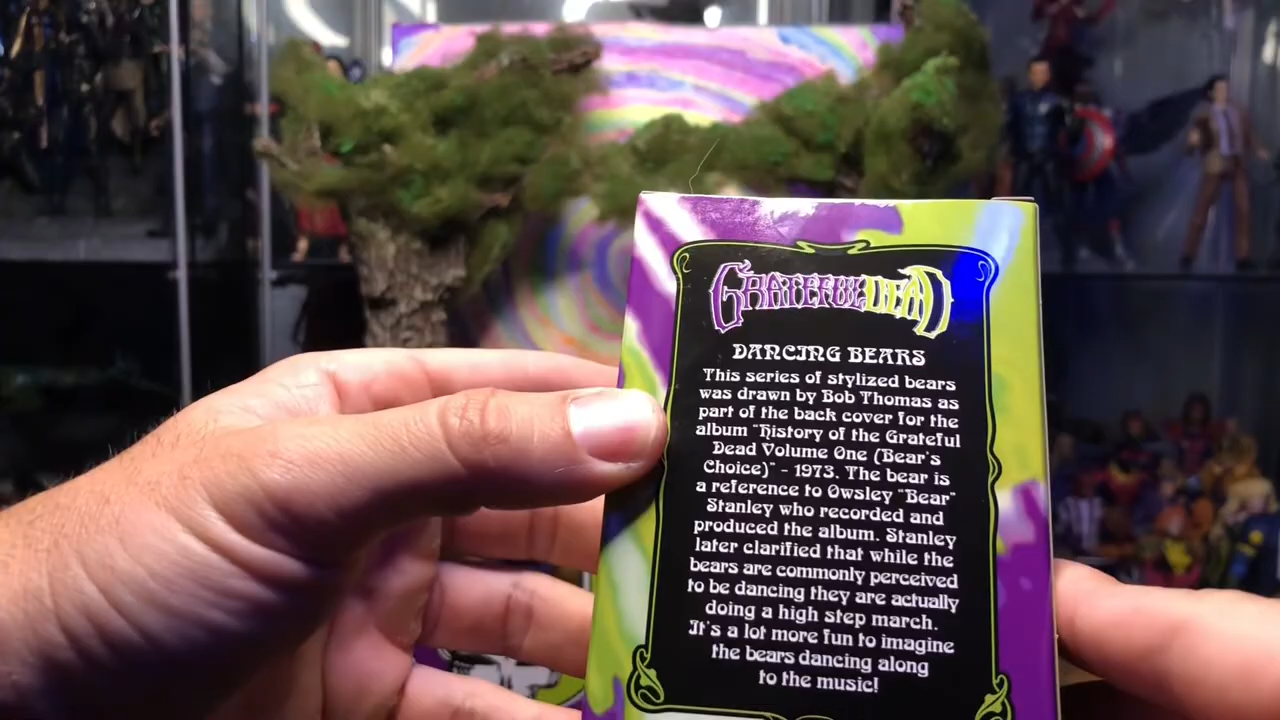 GRATEFUL DEAD
DANCING BEARS
This series of stylized bears
was drawn by Bob Thomas as
part of the back cover for the
album "History of the Grateful
Dead Volume One (Bear's
Choice)" - 1973. The bear is
a reference to Owsley "Bear"
Stanley who recorded and
produced the album. Stanley
later clarified that while the
bears are commonly perceived
to be dancing they are actually
doing a high step march.
It's a lot more fun to imagine
the bears dancing along
to the music!